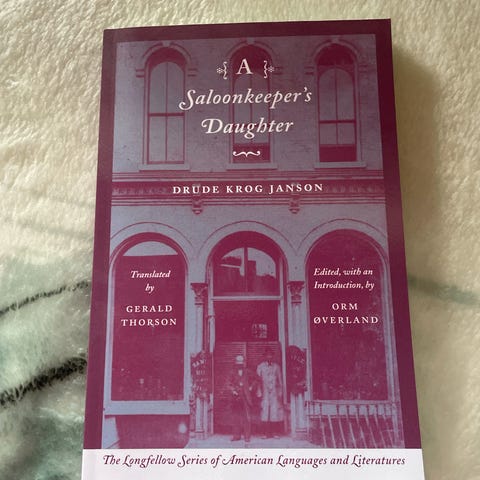 A
Saloonkeeper's
Daughter
DRUDE KROG JANSON
Translated
by
GERALD
THORSON
Edited, with an
Introduction, by
ORM
ØVERLAND
The Longfellow Series of American Languages and Literatures